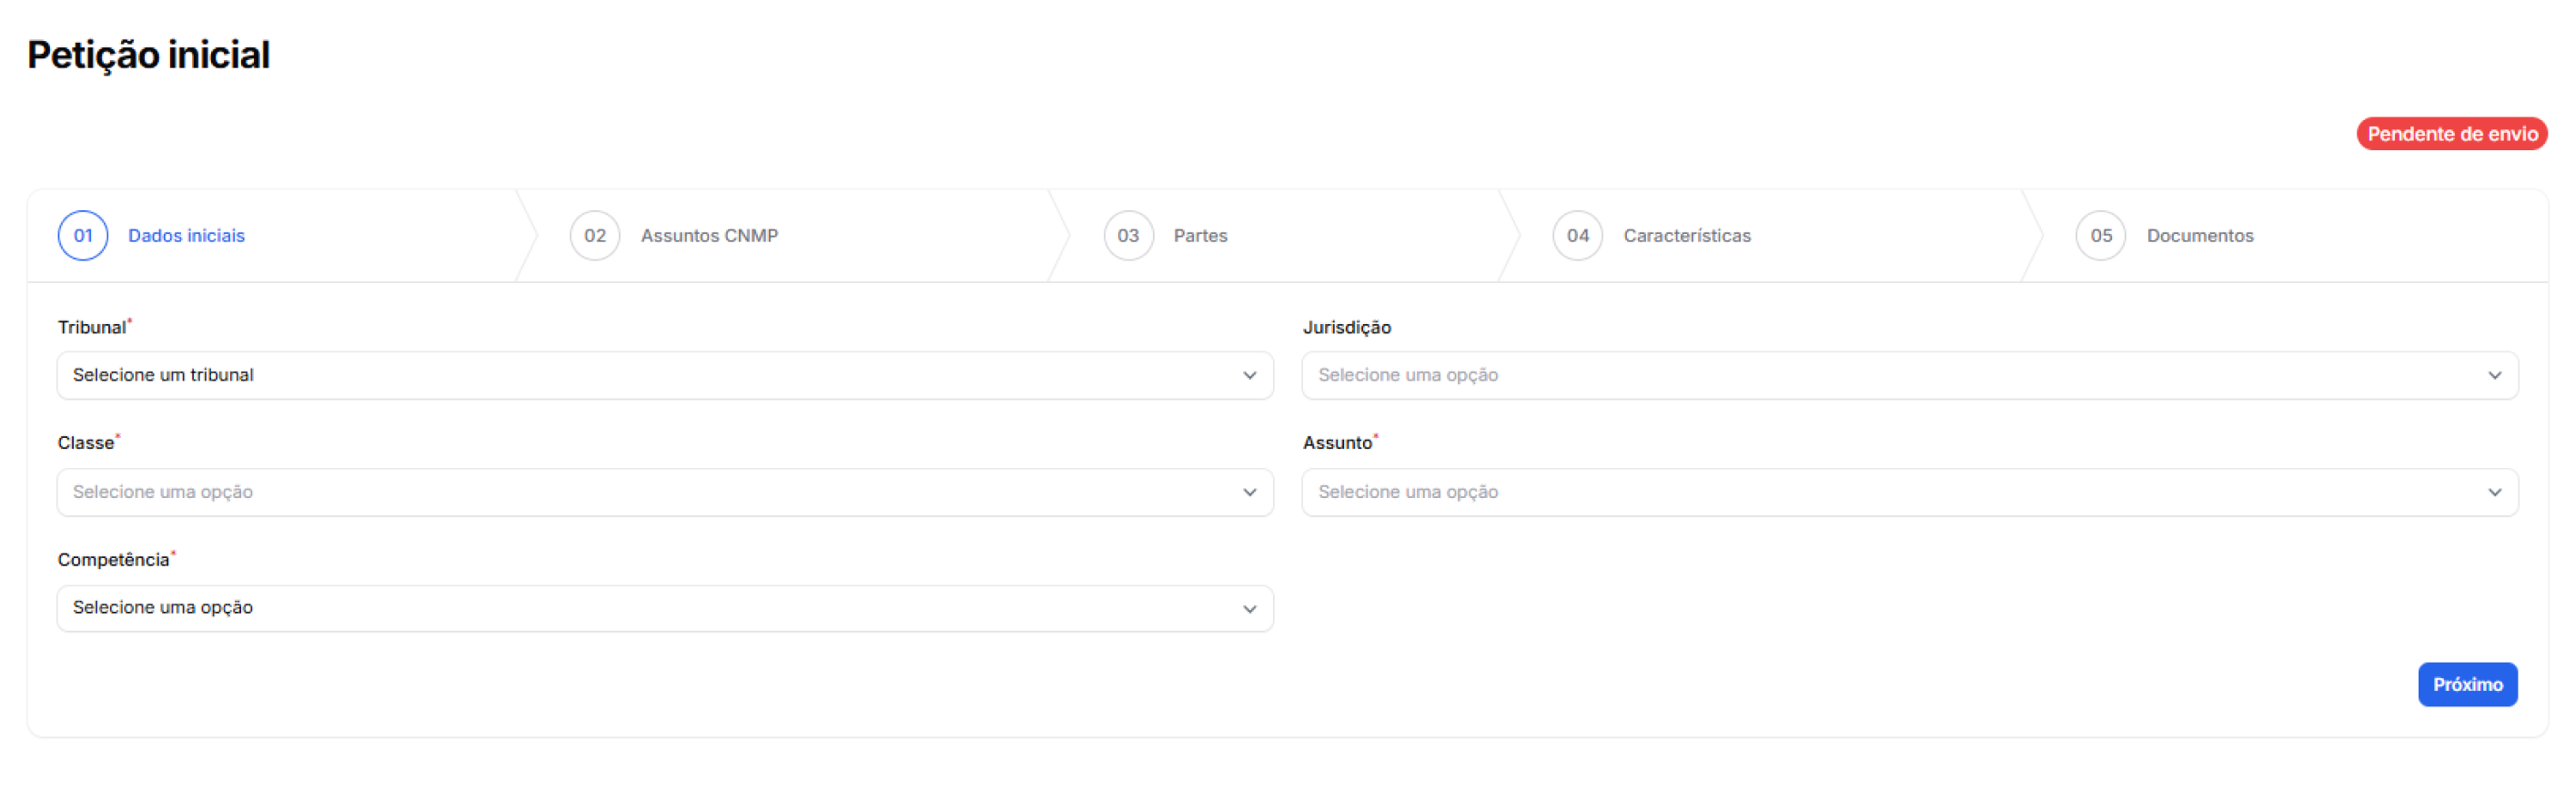 Petição inicial
Pendente de envio
01 Dados iniciais 02 Assuntos CNMP 03 Partes 04 Características 05 Documentos
Tribunal* Jurisdição
Selecione um tribunal Selecione uma opção
Classe* Assunto*
Selecione uma opção Selecione uma opção
Competência*
Selecione uma opção
Próximo